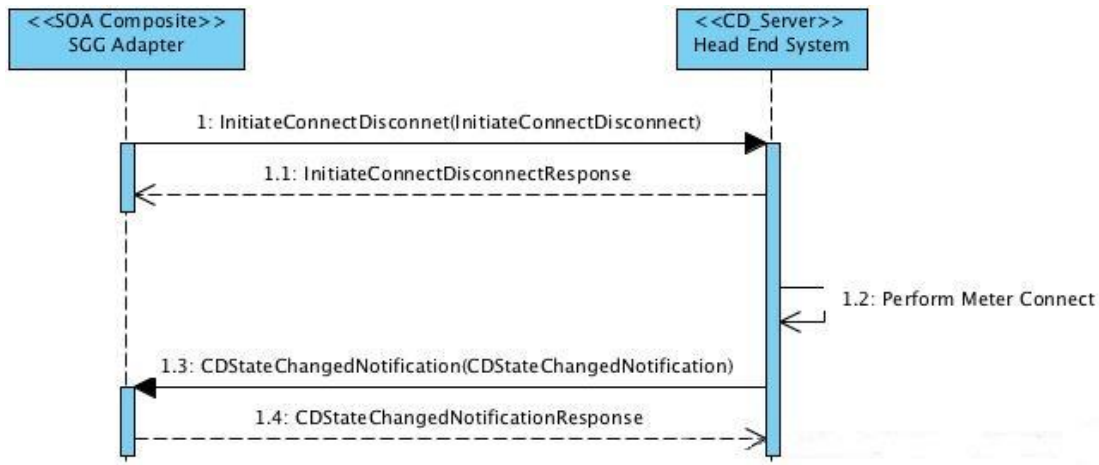 <<SOA Composite>>
SGG Adapter
<<CD_Server>>
Head End System
1: InitiateConnectDisconnet(InitiateConnectDisconnect)
1.1: InitiateConnectDisconnectResponse
1.2: Perform Meter Connect
1.3: CDStateChangedNotification(CDStateChangedNotification)
1.4: CDStateChangedNotificationResponse